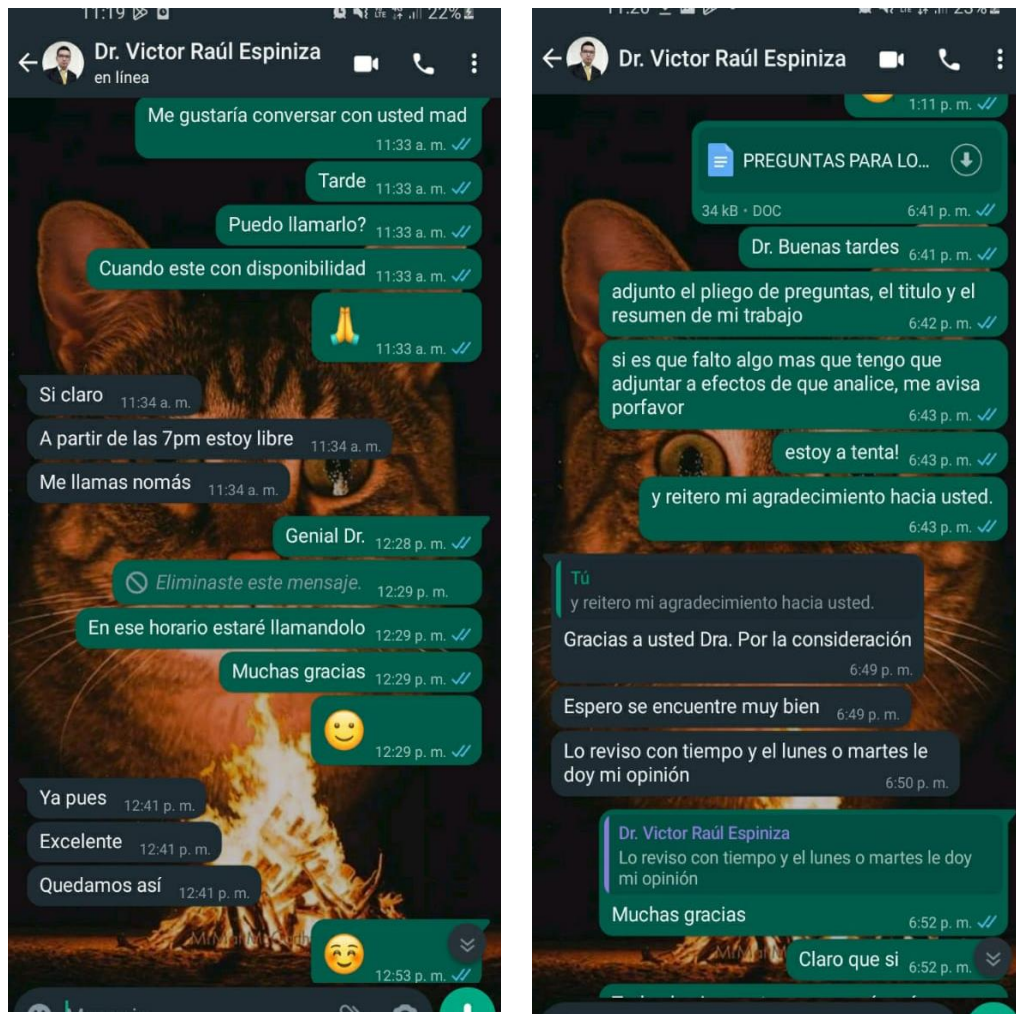 11:19
22%
Dr. Victor Raúl Espiniza
en línea
Me gustaría conversar con usted mad
11:33 a. m.
Tarde 11:33 a. m.
Puedo llamarlo? 11:33 a. m.
Cuando este con disponibilidad 11:33 a. m.
11:33 a. m.
Si claro 11:34 a. m.
A partir de las 7pm estoy libre 11:34 a. m.
Me llamas nomás 11:34 a. m.
Genial Dr. 12:28 p. m.
Eliminaste este mensaje. 12:29 p. m.
En ese horario estaré llamandolo 12:29 p. m.
Muchas gracias 12:29 p. m.
12:29 p. m.
Ya pues 12:41 p. m.
Excelente 12:41 p. m.
Quedamos así 12:41 p. m.
12:53 p. m.
Dr. Victor Raúl Espiniza
1:11 p. m.
PREGUNTAS PARA LO...
34 kB • DOC 6:41 p. m.
Dr. Buenas tardes 6:41 p. m.
adjunto el pliego de preguntas, el titulo y el
resumen de mi trabajo
6:42 p. m.
si es que falto algo mas que tengo que
adjuntar a efectos de que analice, me avisa
porfavor
6:43 p. m.
estoy a tenta! 6:43 p. m.
y reitero mi agradecimiento hacia usted.
6:43 p. m.
Tú
y reitero mi agradecimiento hacia usted.
Gracias a usted Dra. Por la consideración
6:49 p. m.
Espero se encuentre muy bien 6:49 p. m.
Lo reviso con tiempo y el lunes o martes le
doy mi opinión
6:50 p. m.
Dr. Victor Raúl Espiniza
Lo reviso con tiempo y el lunes o martes le doy
mi opinión
Muchas gracias
6:52 p. m.
Claro que si 6:52 p. m.